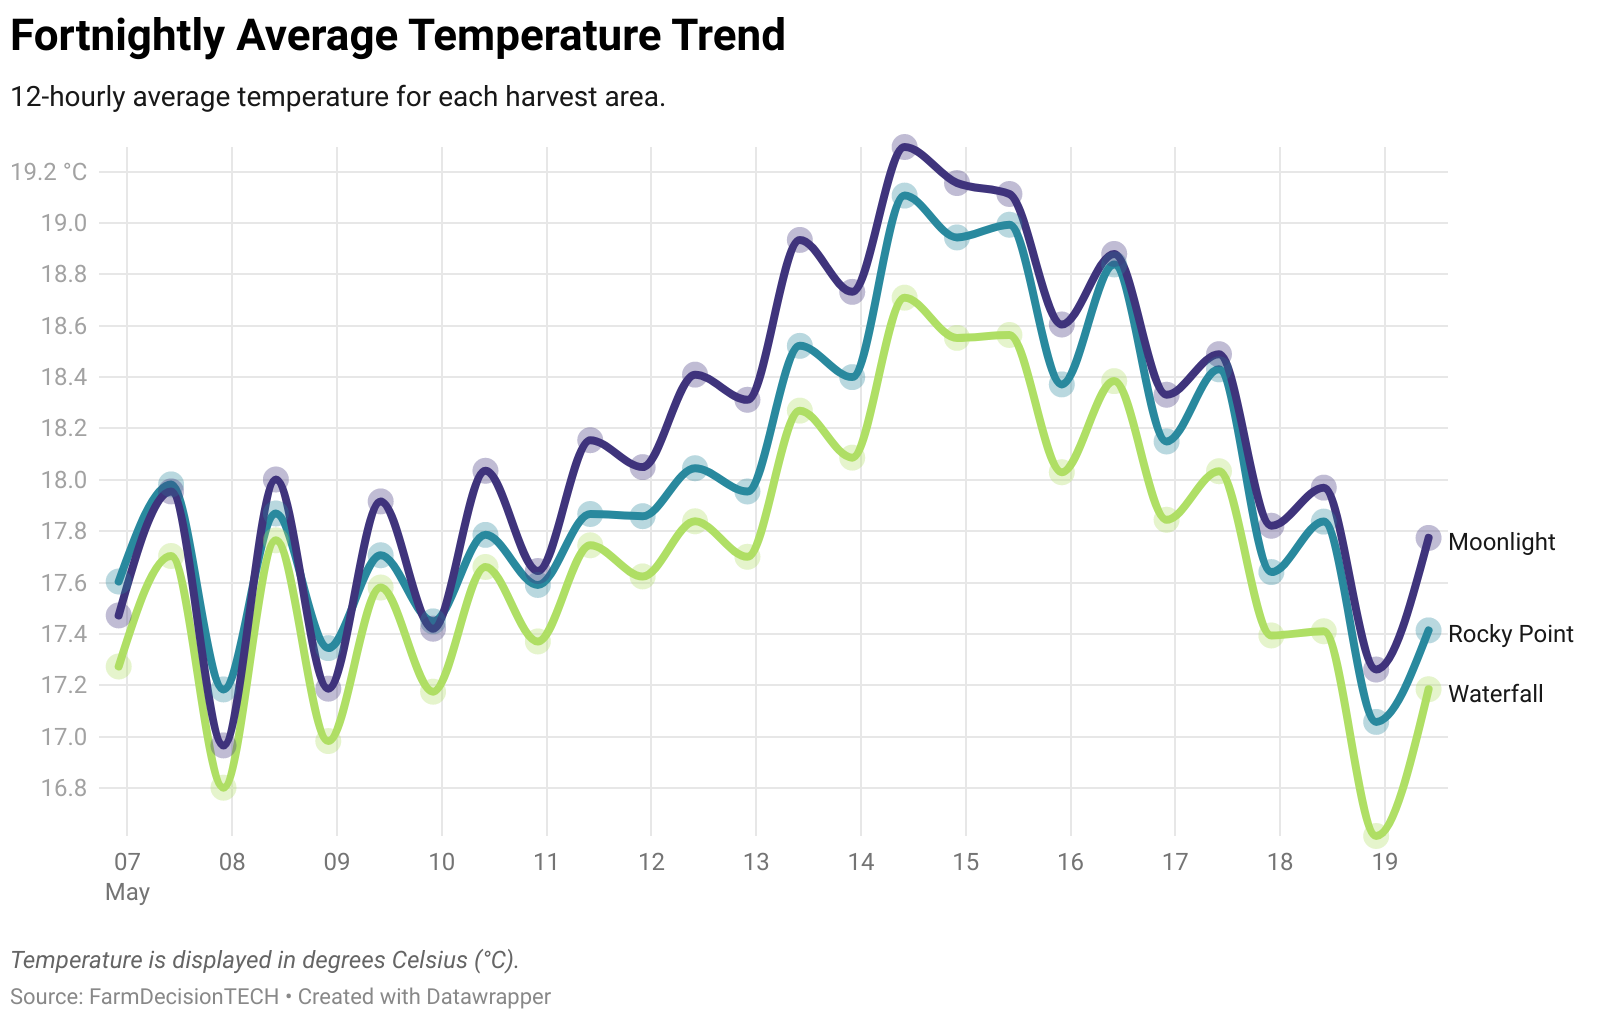 Fortnightly Average Temperature Trend
12-hourly average temperature for each harvest area.
19.2 °C
19.0
18.8
18.6
18.4
18.2
18.0
17.8
17.6
17.4
17.2
17.0
16.8
Moonlight
Rocky Point
Waterfall
07 08 09 10 11 12 13 14 15 16 17 18 19
May
Temperature is displayed in degrees Celsius (°C).
Source: FarmDecisionTECH • Created with Datawrapper